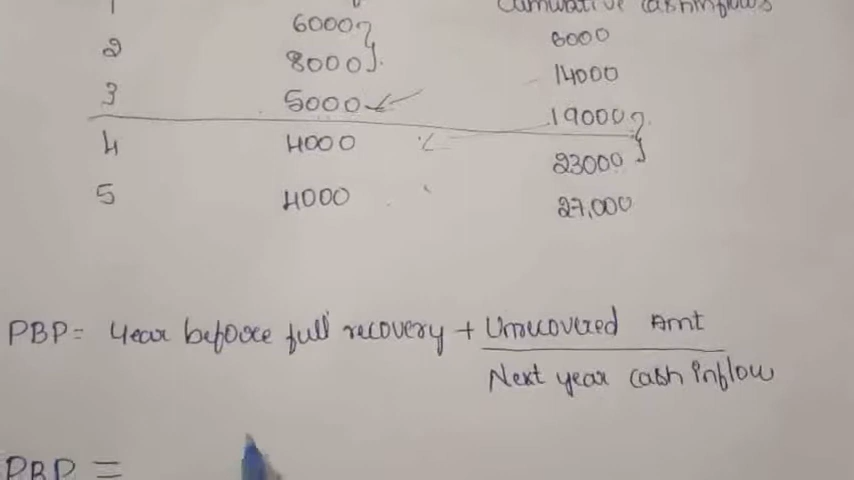 1 6000 Cumulative cashinflows
2 8000 6000
3 5000 14000
4 4000 19000
5 4000 23000
27,000
PBP = Year before full recovery + Unrecovered Amt
Next year cash inflow
PBP =